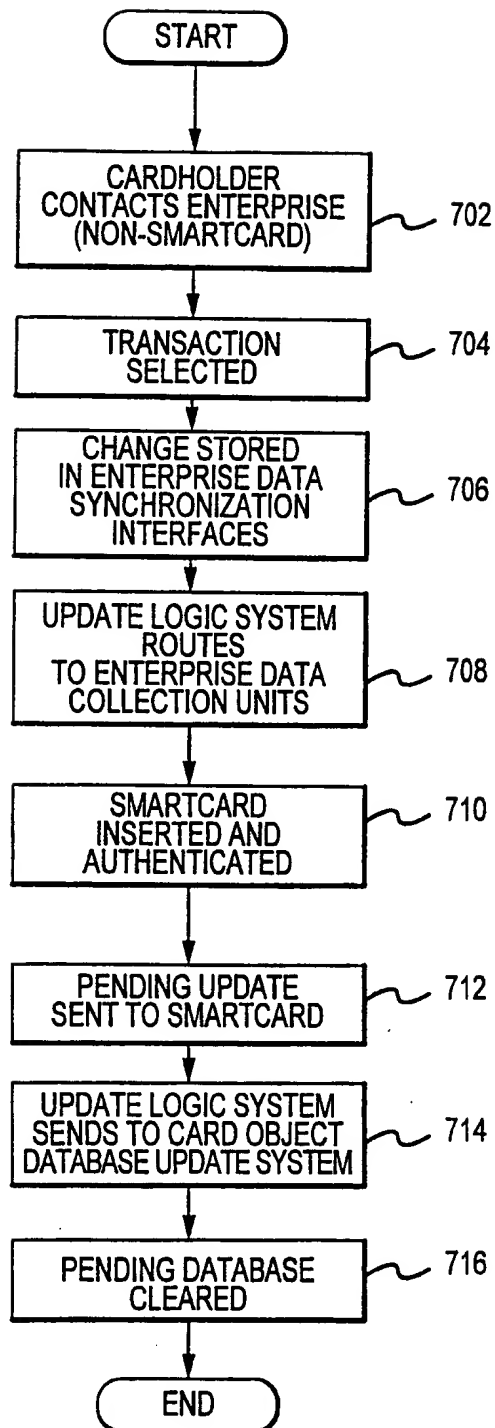 START
CARDHOLDER
CONTACTS ENTERPRISE
(NON-SMARTCARD)
702
TRANSACTION
SELECTED
704
CHANGE STORED
IN ENTERPRISE DATA
SYNCHRONIZATION
INTERFACES
706
UPDATE LOGIC SYSTEM
ROUTES
TO ENTERPRISE DATA
COLLECTION UNITS
708
SMARTCARD
INSERTED AND
AUTHENTICATED
710
PENDING UPDATE
SENT TO SMARTCARD
712
UPDATE LOGIC SYSTEM
SENDS TO CARD OBJECT
DATABASE UPDATE SYSTEM
714
PENDING DATABASE
CLEARED
716
END